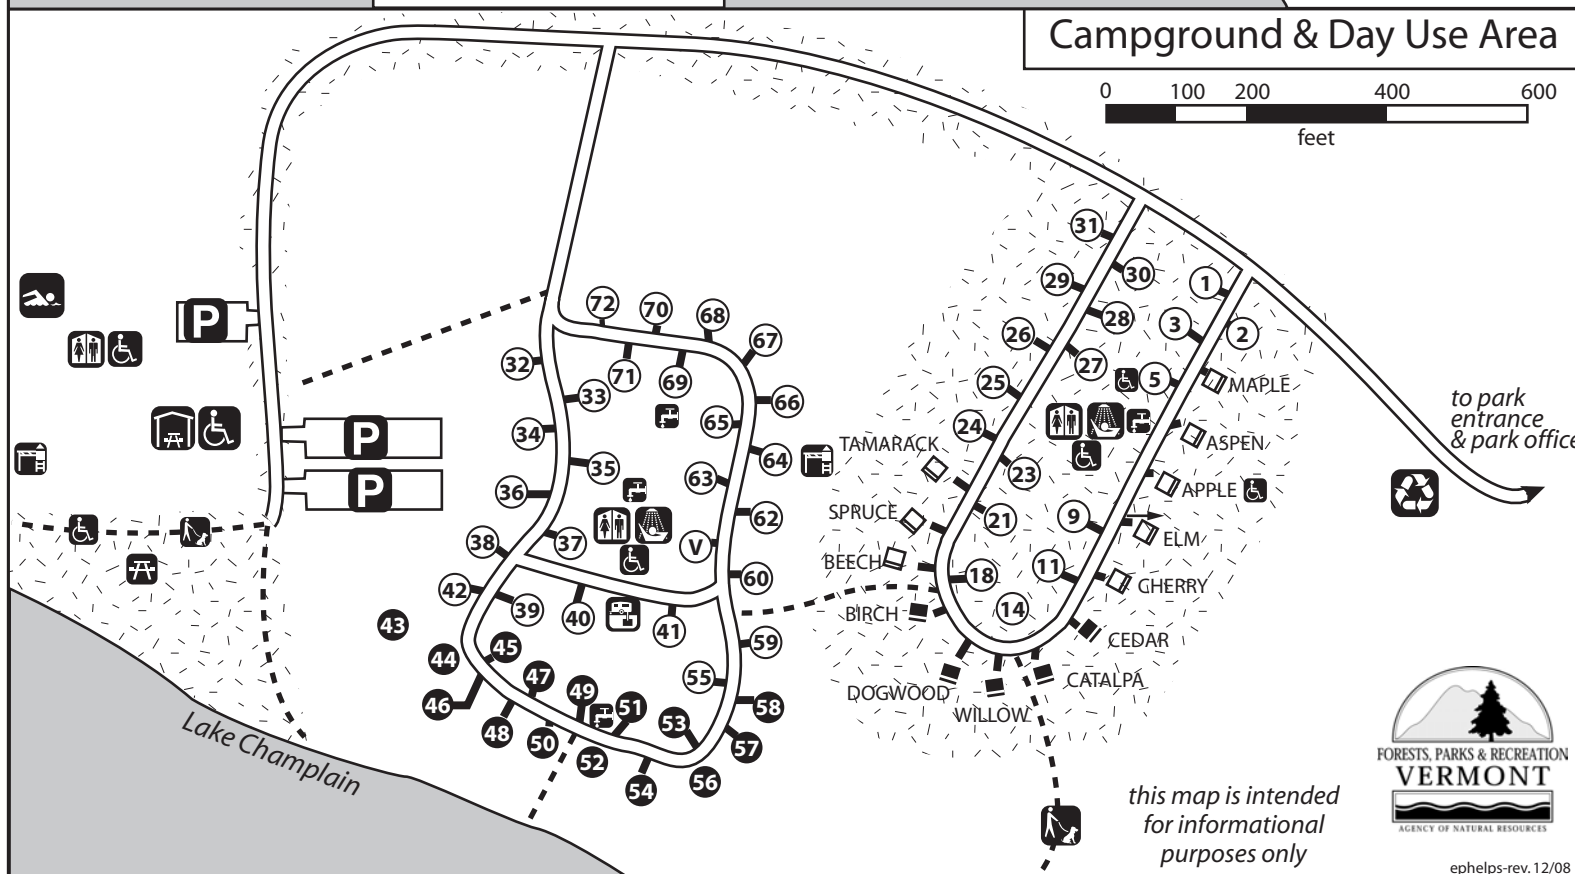 Campground & Day Use Area
0 100 200 400 600
feet
31
30
29
1
28
3
2
26
27
5
MAPLE
25
24
ASPEN
TAMARACK
23
APPLE
SPRUCE
21
9
ELM
BEECH
18
11
GHERRY
BIRCH
14
CEDAR
DOGWOOD
CATALPA
WILLOW
72
70
68
67
32
71
69
33
66
65
34
64
35
63
36
62
37
V
38
60
42
39
40
41
59
43
45
44
47
55
46
49
51
58
48
53
50
57
52
56
54
P
P
P
to park
entrance
& park office
Lake Champlain
this map is intended
for informational
purposes only
FORESTS, PARKS & RECREATION
VERMONT
AGENCY OF NATURAL RESOURCES
ephelps-rev. 12/08